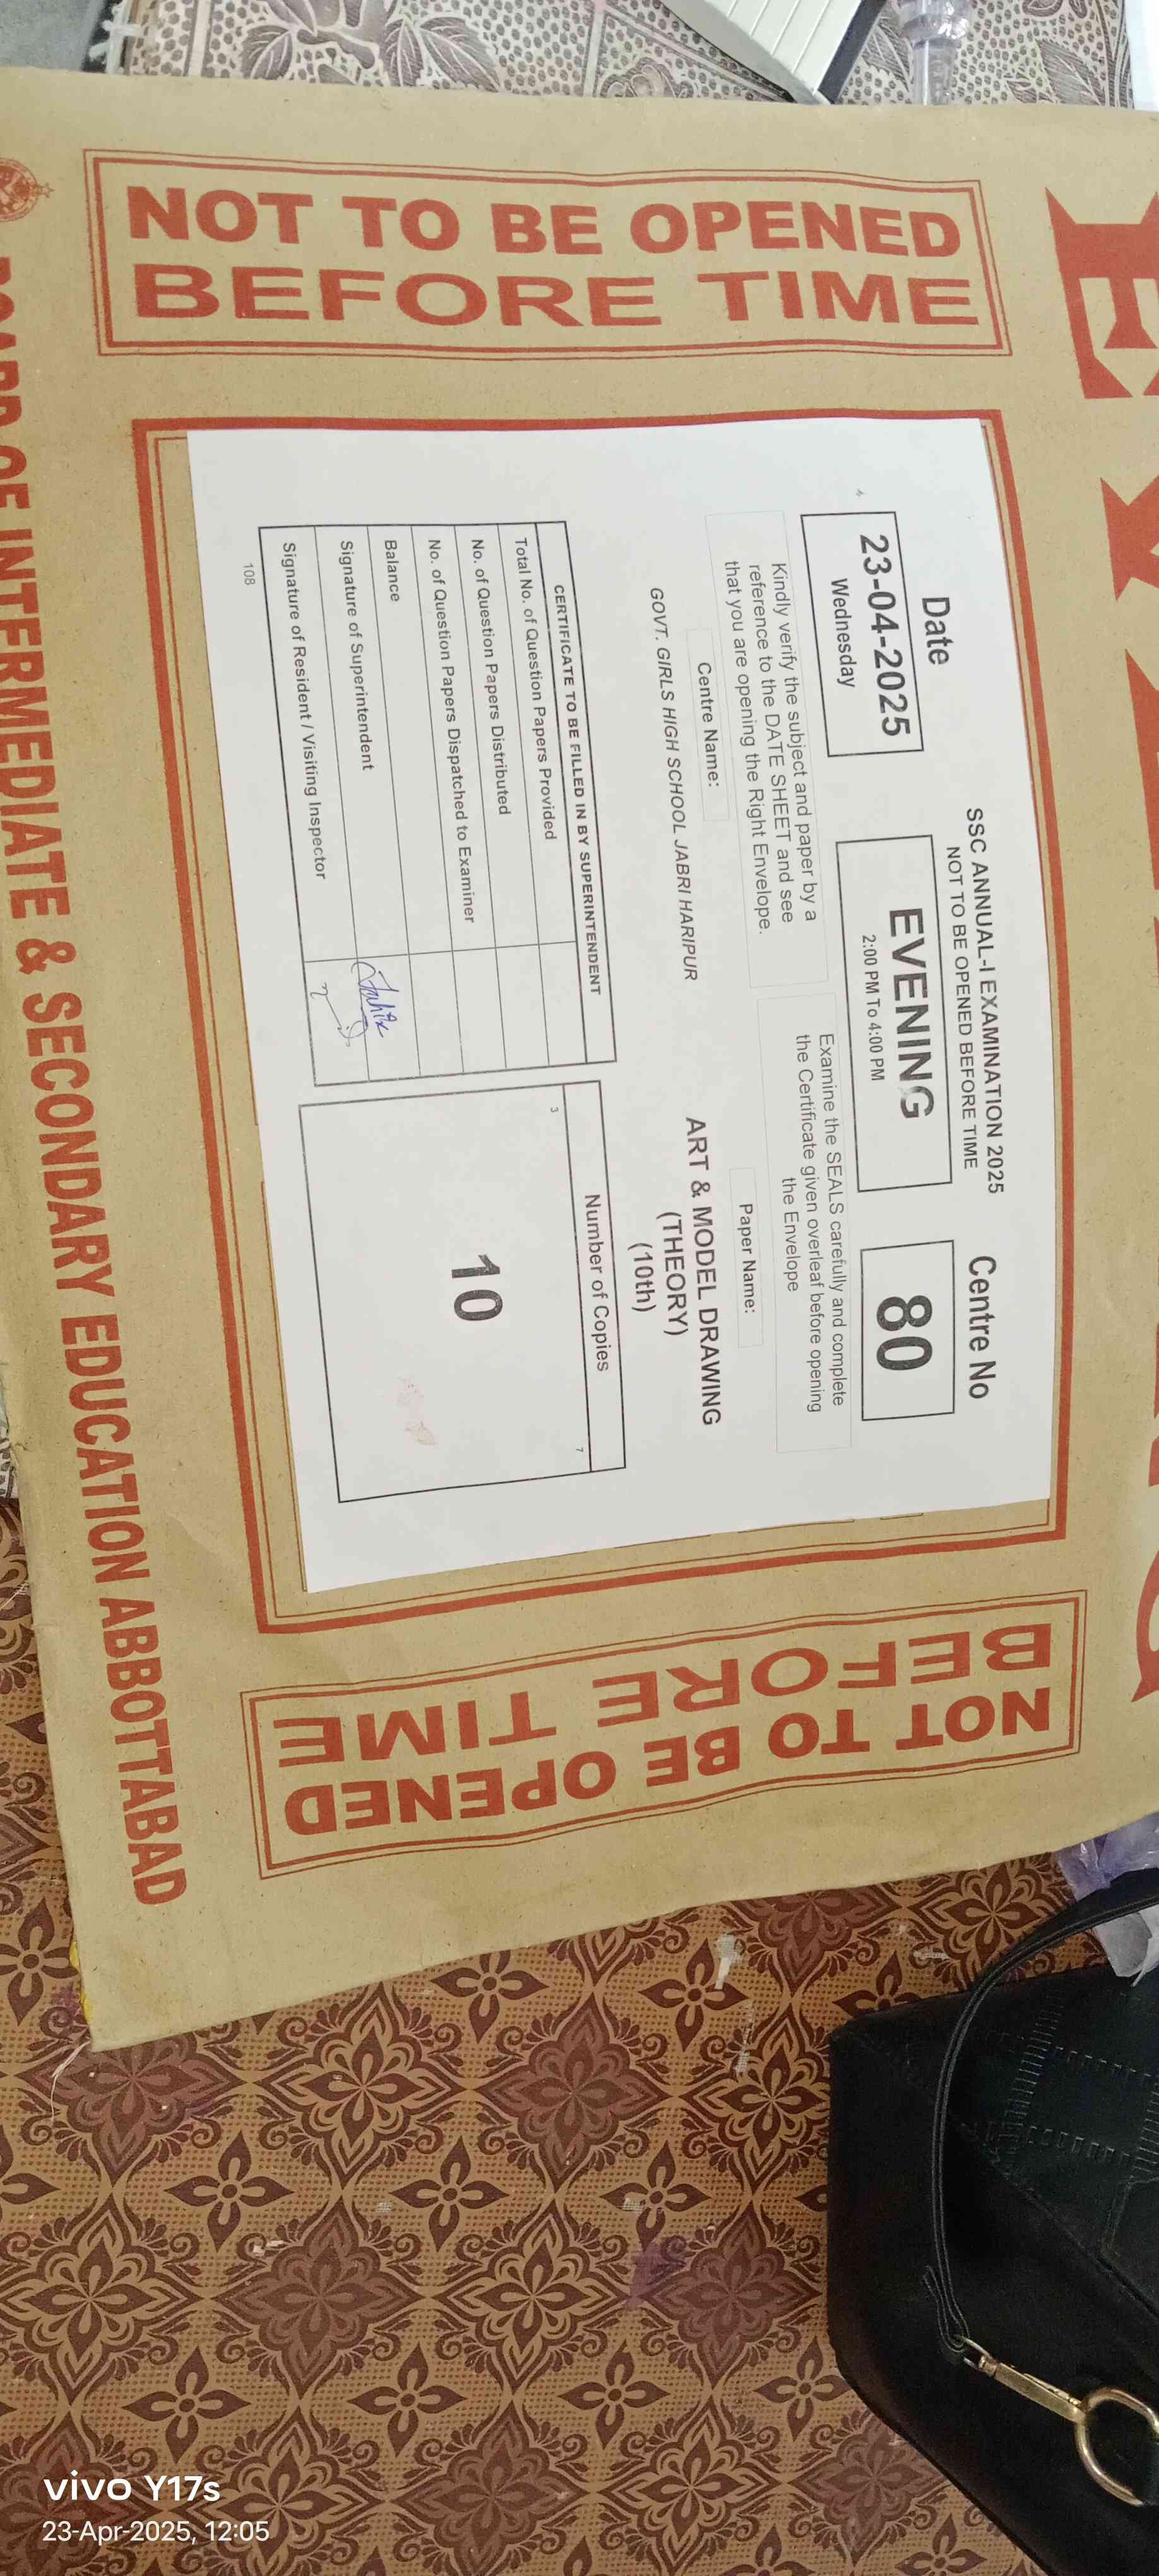 EVENING
NOT TO BE OPENED
BEFORE TIME
SSC ANNUAL-I EXAMINATION 2025
NOT TO BE OPENED BEFORE TIME
Date
23-04-2025
Wednesday
EVENING
2:00 PM To 4:00 PM
Centre No
80
Kindly verify the subject and paper by a
reference to the DATE SHEET and see
that you are opening the Right Envelope.
Examine the SEALS carefully and complete
the Certificate given overleaf before opening
the Envelope
Centre Name:
GOVT. GIRLS HIGH SCHOOL JABRI HARIPUR
Paper Name:
ART & MODEL DRAWING
(THEORY)
(10th)
CERTIFICATE TO BE FILLED IN BY SUPERINTENDENT
Total No. of Question Papers Provided
No. of Question Papers Distributed
No. of Question Papers Dispatched to Examiner
Balance
Signature of Superintendent
Signature of Resident / Visiting Inspector
108
Number of Copies
3
7
10
NOT TO BE OPENED
BEFORE TIME
BOARD OF INTERMEDIATE & SECONDARY EDUCATION ABBOTTABAD
vivo Y17s
23-Apr-2025, 12:05